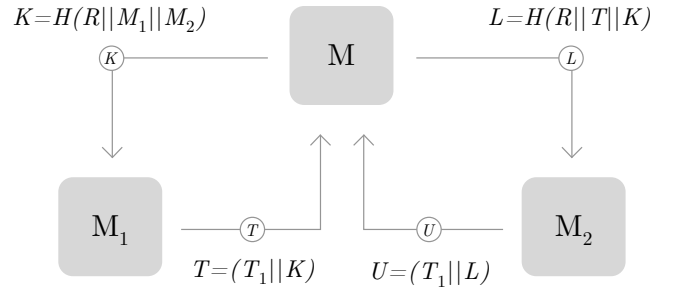 K=H(R||M₁||M₂)
M
L=H(R||T||K)
K
L
M₁
M₂
T
U
T=(T₁||K)
U=(T₁||L)